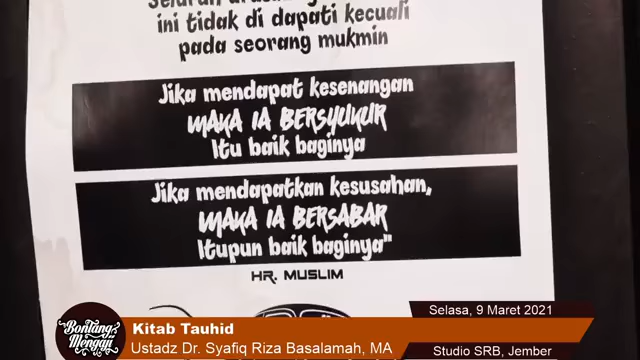 ini tidak di dapati kecuali
pada seorang mukmin
Jika mendapat kesenangan
MAKA IA BERSYUKUR
Itu baik baginya
Jika mendapatkan kesusahan,
MAKA IA BERSABAR
Itupun baik baginya"
HR. MUSLIM
Selasa, 9 Maret 2021
Bontang Mengaji
Kitab Tauhid
Ustadz Dr. Syafiq Riza Basalamah, MA
Studio SRB, Jember